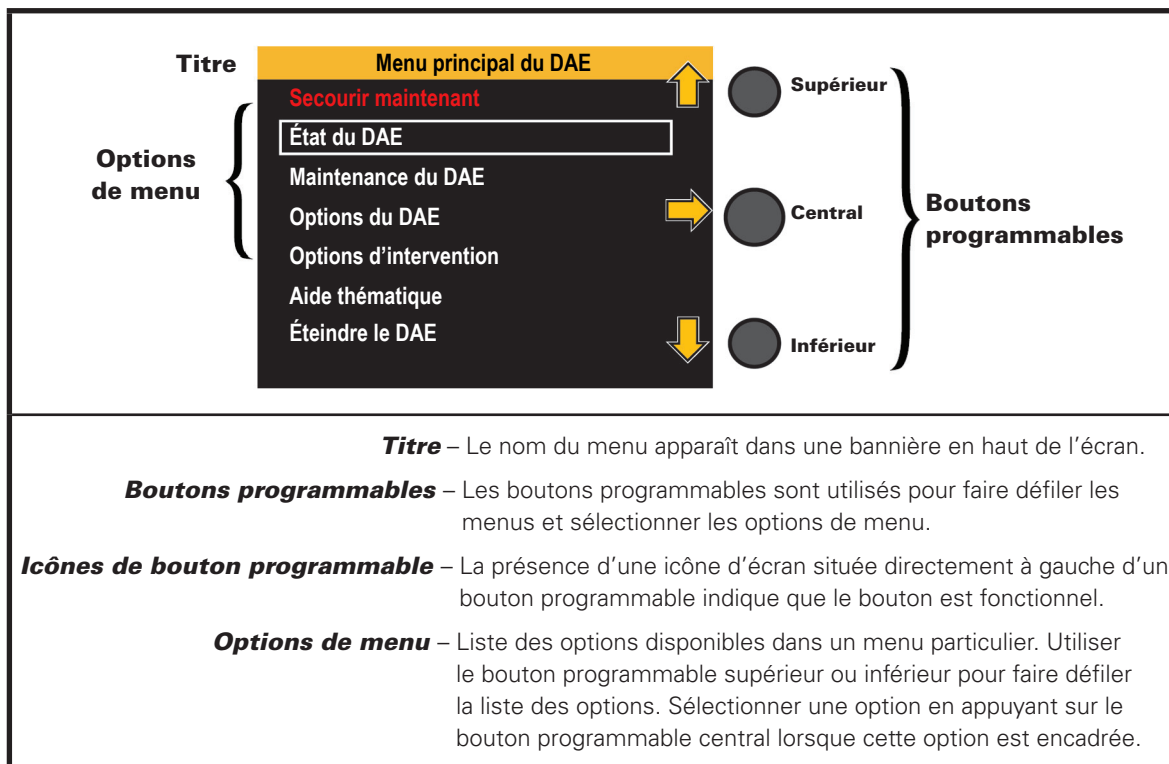 Titre
Menu principal du DAE
Secourir maintenant
État du DAE
Maintenance du DAE
Options du DAE
Options d’intervention
Aide thématique
Éteindre le DAE
Options
de menu
Supérieur
Central
Inférieur
Boutons
programmables
Titre – Le nom du menu apparaît dans une bannière en haut de l’écran.
Boutons programmables – Les boutons programmables sont utilisés pour faire défiler les
menus et sélectionner les options de menu.
Icônes de bouton programmable – La présence d’une icône d’écran située directement à gauche d’un
bouton programmable indique que le bouton est fonctionnel.
Options de menu – Liste des options disponibles dans un menu particulier. Utiliser
le bouton programmable supérieur ou inférieur pour faire défiler
la liste des options. Sélectionner une option en appuyant sur le
bouton programmable central lorsque cette option est encadrée.